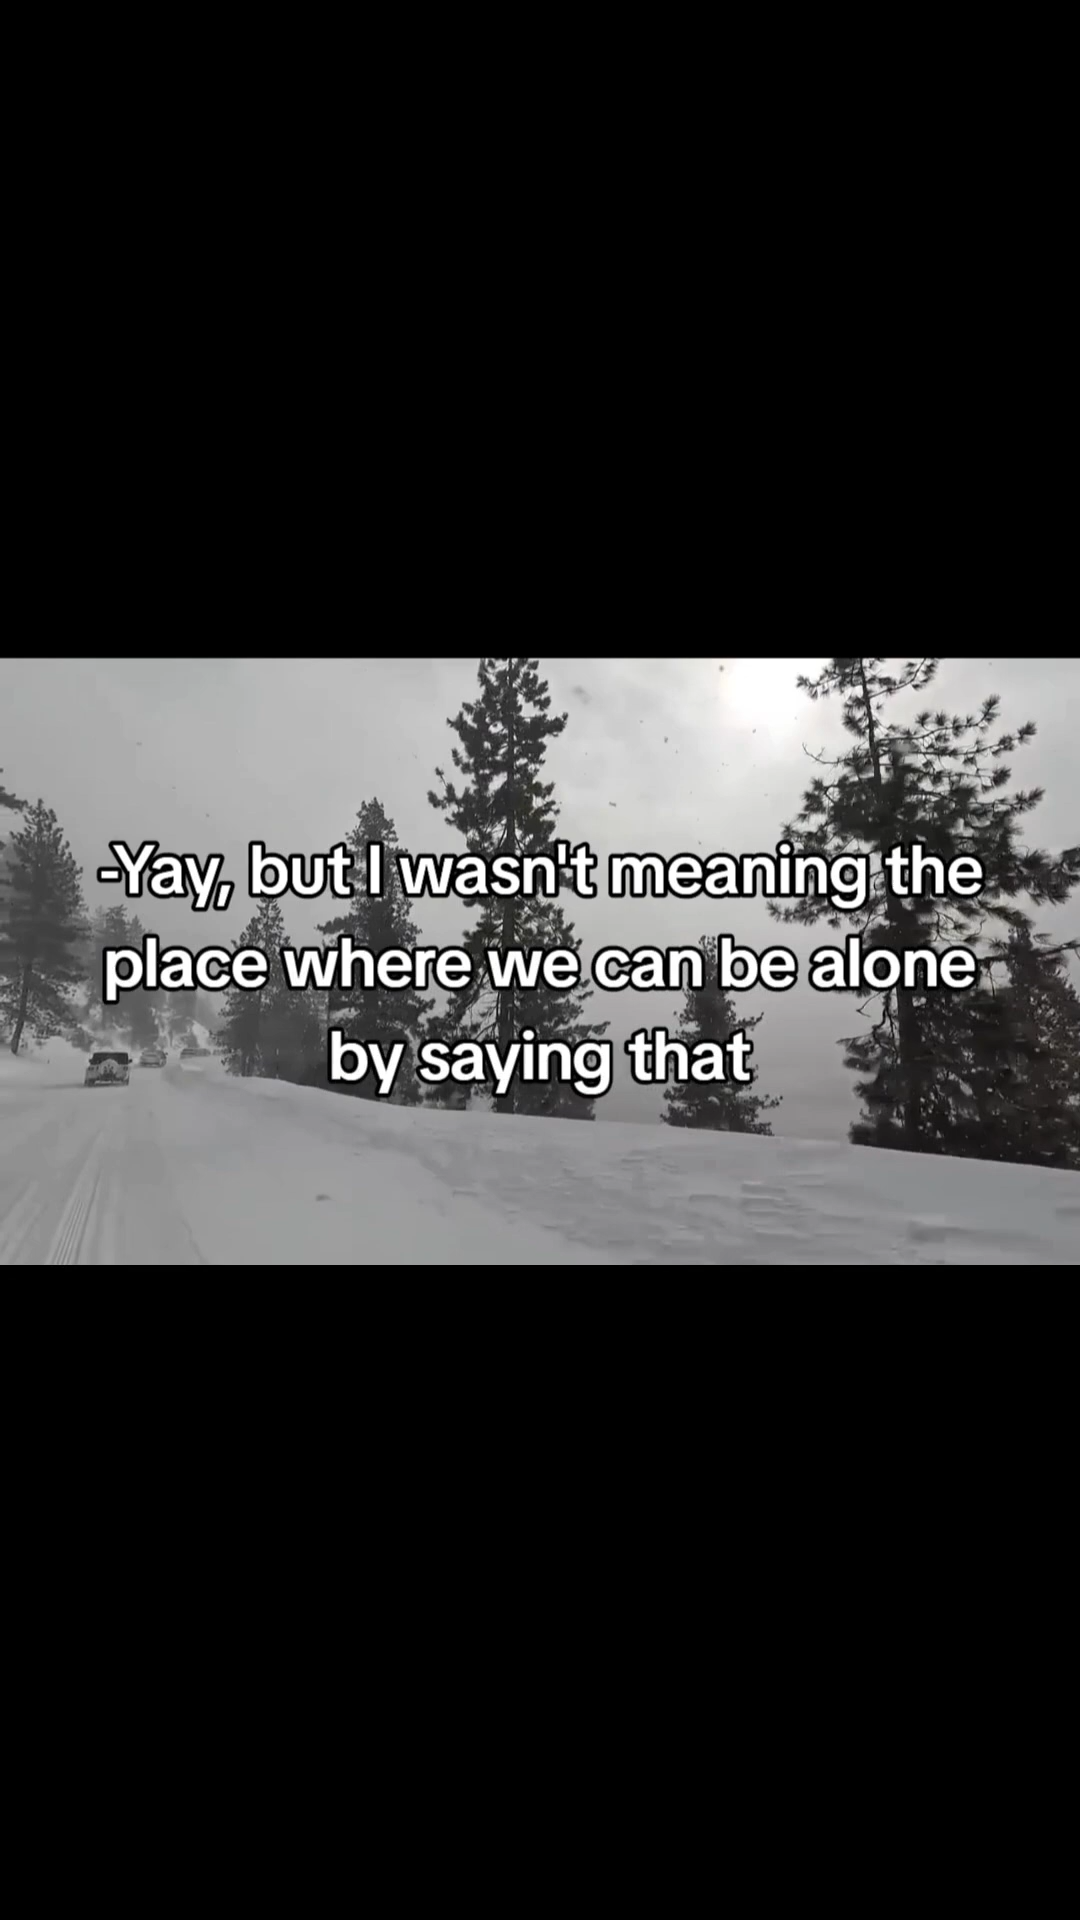 -Yay, but I wasn't meaning the
place where we can be alone
by saying that